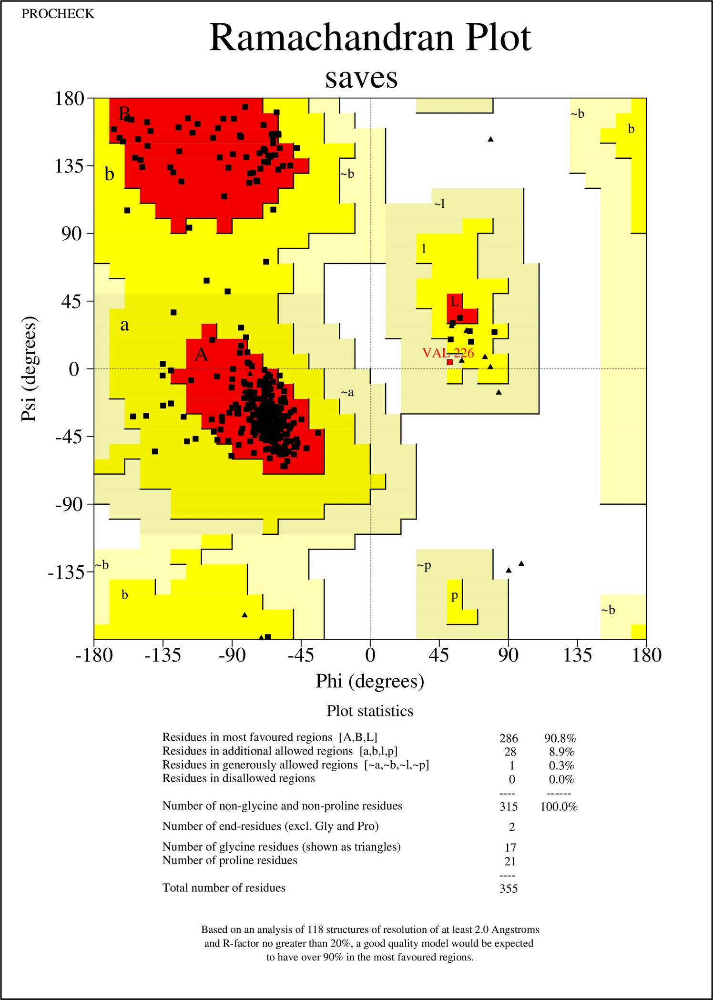 PROCHECK
Ramachandran Plot
saves
180
135
90
45
0
-45
-90
-135
Psi (degrees)
B
~b
b
b
~b
~l
l
L
a
A
VAL 226
~a
~b
~p
b
p
~b
-180
-135
-90
-45
0
45
90
135
180
Phi (degrees)
Plot statistics
Residues in most favoured regions [A,B,L] 286 90.8%
Residues in additional allowed regions [a,b,l,p] 28 8.9%
Residues in generously allowed regions [~a,~b,~l,~p] 1 0.3%
Residues in disallowed regions 0 0.0%
---- ------
Number of non-glycine and non-proline residues 315 100.0%
Number of end-residues (excl. Gly and Pro) 2
Number of glycine residues (shown as triangles) 17
Number of proline residues 21
----
Total number of residues 355
Based on an analysis of 118 structures of resolution of at least 2.0 Angstroms
and R-factor no greater than 20%, a good quality model would be expected
to have over 90% in the most favoured regions.